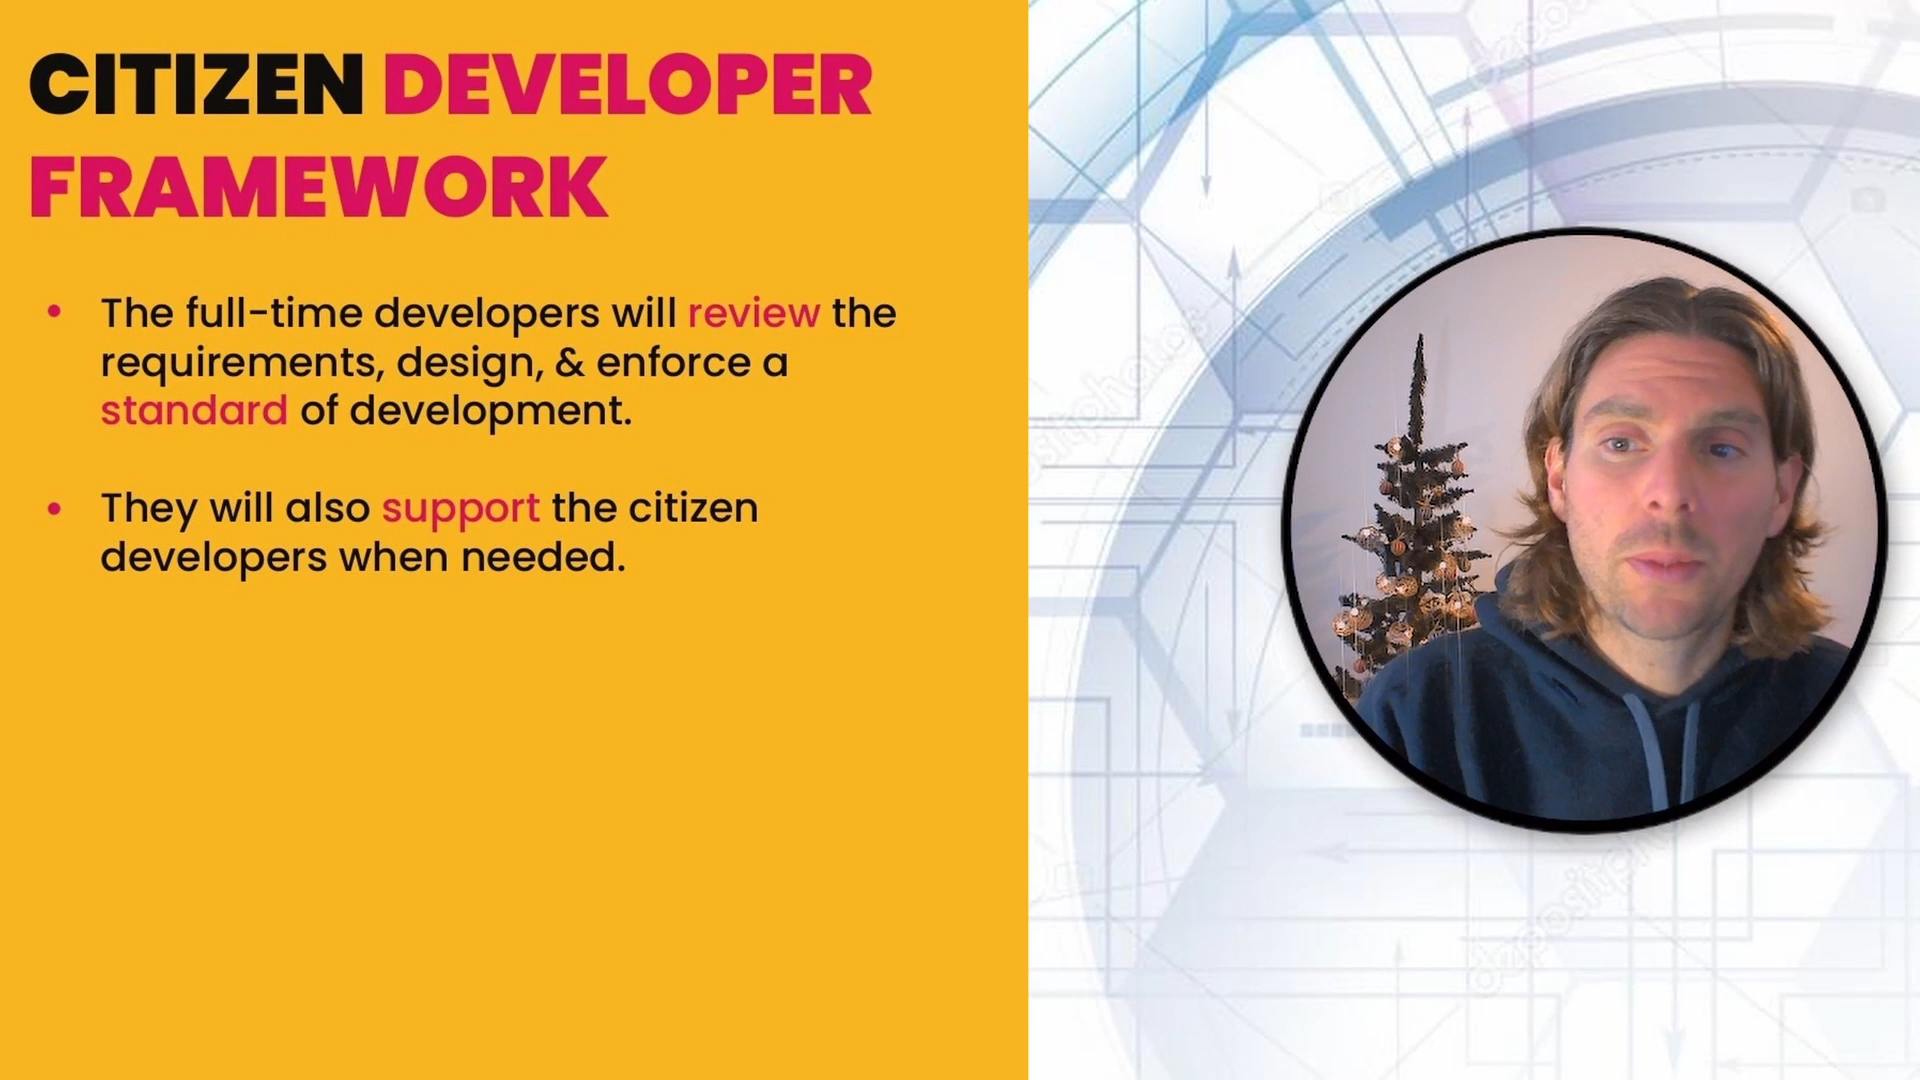 CITIZEN DEVELOPER
FRAMEWORK
• The full-time developers will review the
requirements, design, & enforce a
standard of development.
• They will also support the citizen
developers when needed.
depositphotos